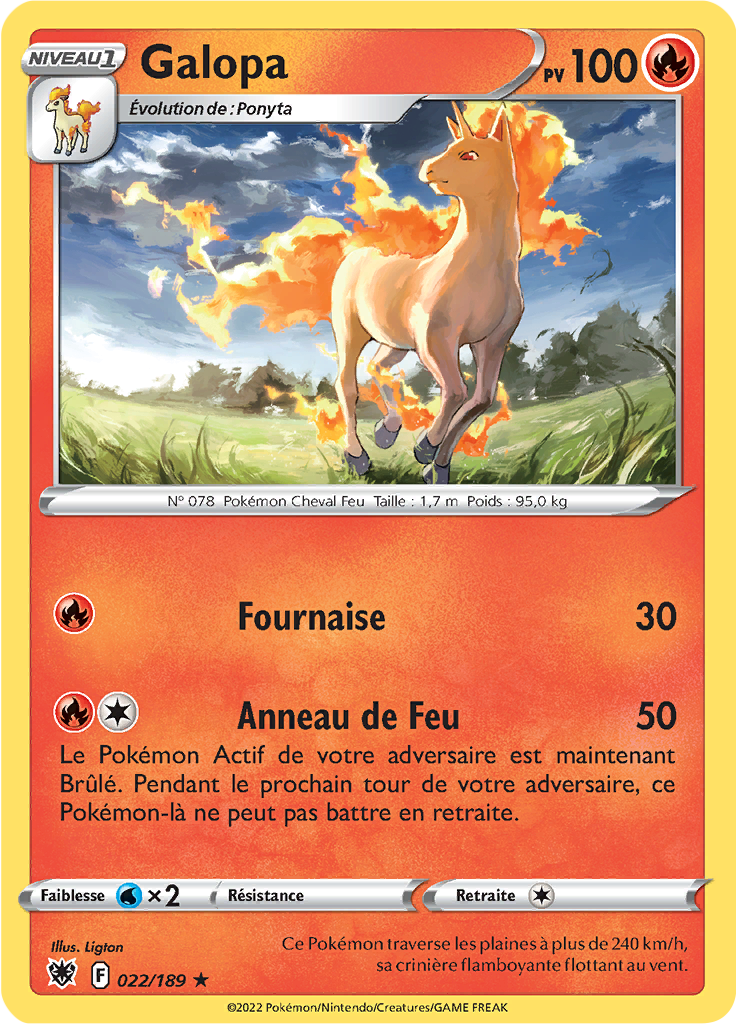 NIVEAU 1
Galopa
PV 100
Évolution de : Ponyta
N° 078 Pokémon Cheval Feu Taille : 1,7 m Poids : 95,0 kg
Fournaise 30
Anneau de Feu 50
Le Pokémon Actif de votre adversaire est maintenant
Brûlé. Pendant le prochain tour de votre adversaire, ce
Pokémon-là ne peut pas battre en retraite.
Faiblesse ×2 Résistance Retraite
Illus. Ligton
Ce Pokémon traverse les plaines à plus de 240 km/h,
sa crinière flamboyante flottant au vent.
F 022/189 ★
©2022 Pokémon/Nintendo/Creatures/GAME FREAK